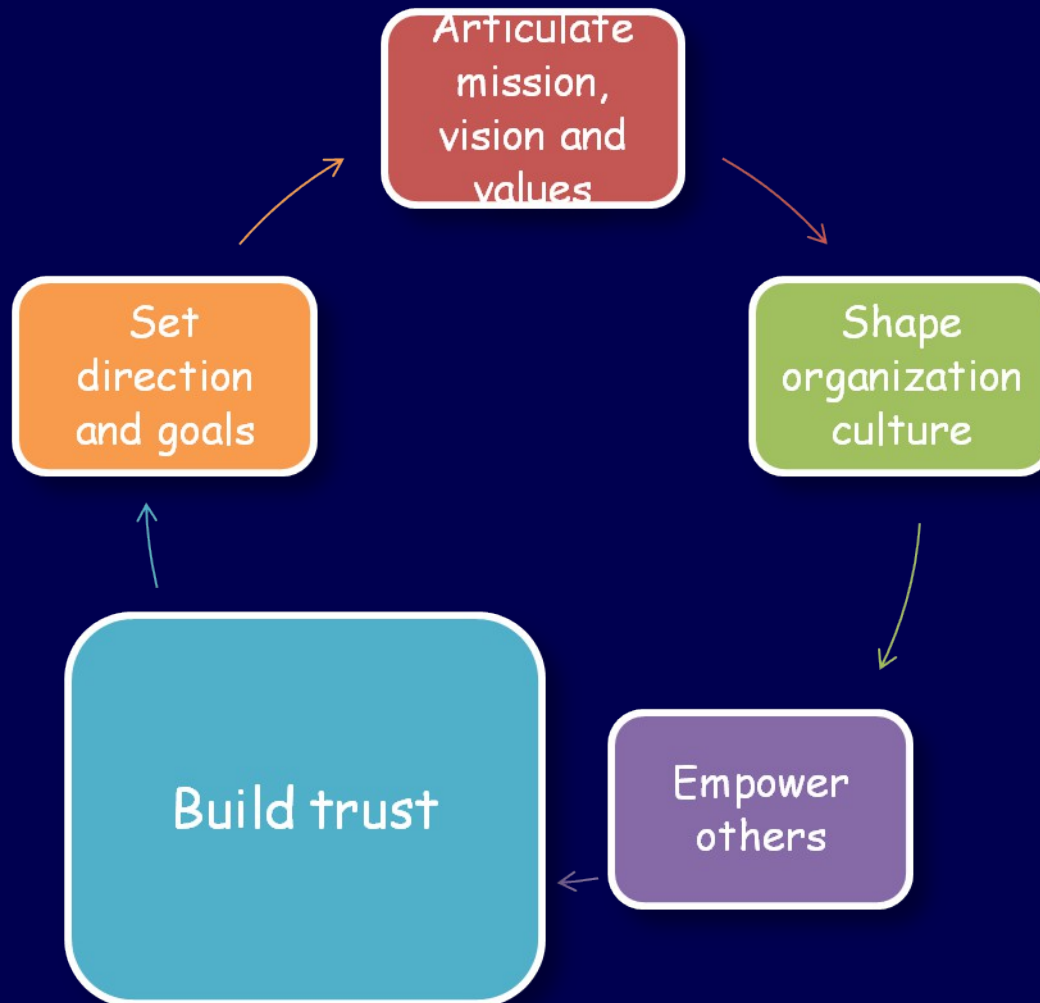 Articulate
mission,
vision and
values
Set
direction
and goals
Shape
organization
culture
Build trust
Empower
others